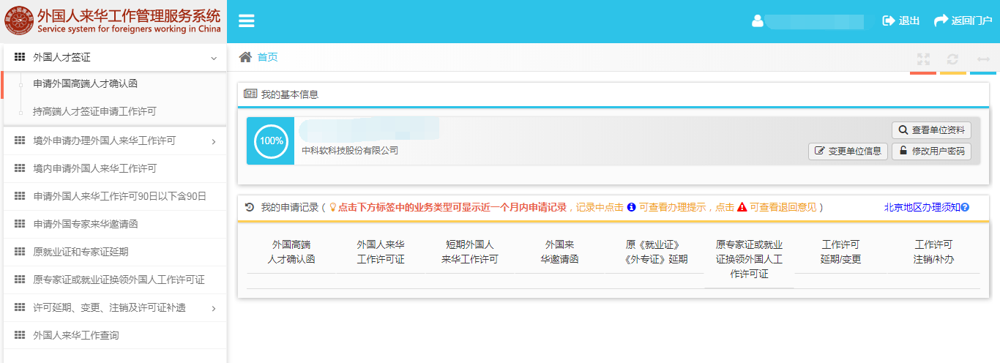 外国人来华工作管理服务系统
Service system for foreigners working in China
退出
返回门户
外国人才签证
申请外国高端人才确认函
持高端人才签证申请工作许可
境外申请办理外国人来华工作许可
境内申请外国人来华工作许可
申请外国人来华工作许可90日以下含90日
申请外国专家来华邀请函
原就业证和专家证延期
原专家证或就业证换领外国人工作许可证
许可延期、变更、注销及许可证补遗
外国人来华工作查询
首页
我的基本信息
100%
中科软科技股份有限公司
查看单位资料
变更单位信息
修改用户密码
我的申请记录 ( 点击下方标签中的业务类型可显示近一个月内申请记录，记录中点击 可查看办理提示，点击 可查看退回意见 )
北京地区办理须知
外国高端
人才确认函
外国人来华
工作许可证
短期外国人
来华工作许可
外国来
华邀请函
原《就业证》
《外专证》延期
原专家证或就业
证换领外国人工
作许可证
工作许可
延期/变更
工作许可
注销/补办